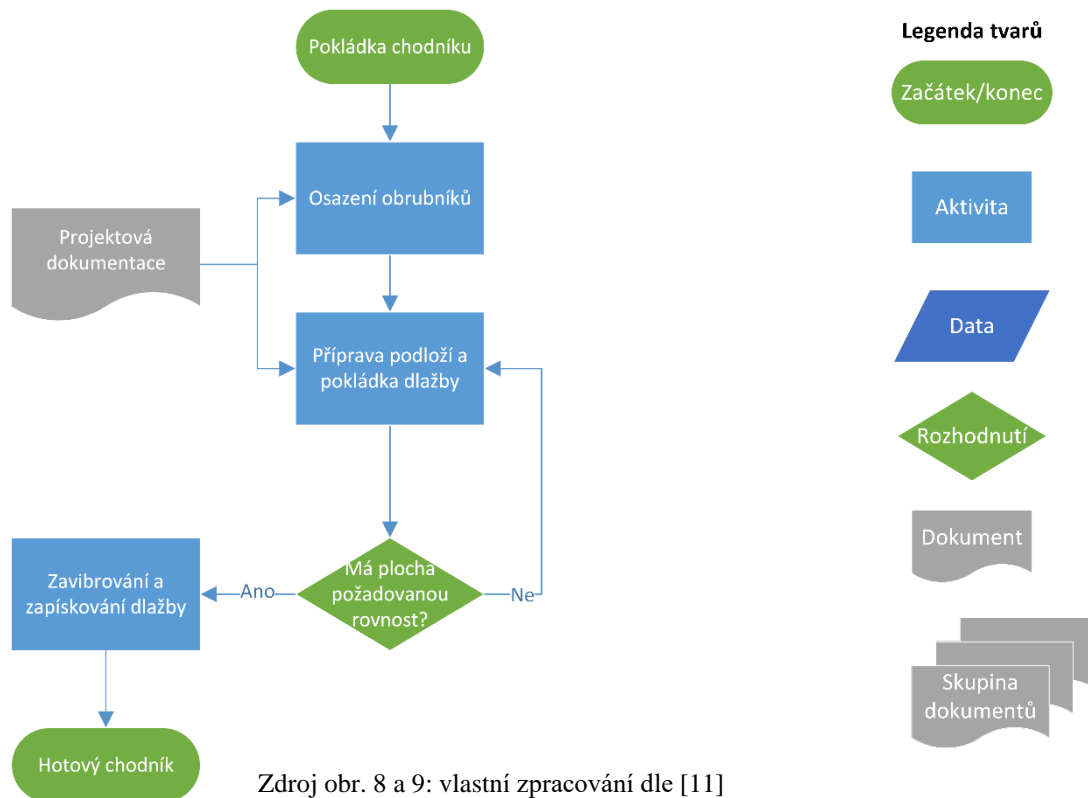 Pokládka chodníku
Osazení obrubníků
Projektová
dokumentace
Příprava podloží a
pokládka dlažby
Má plocha
požadovanou
rovnost?
Ano
Ne
Zavibrování a
zapískování dlažby
Hotový chodník
Legenda tvarů
Začátek/konec
Aktivita
Data
Rozhodnutí
Dokument
Skupina
dokumentů
Zdroj obr. 8 a 9: vlastní zpracování dle [11]